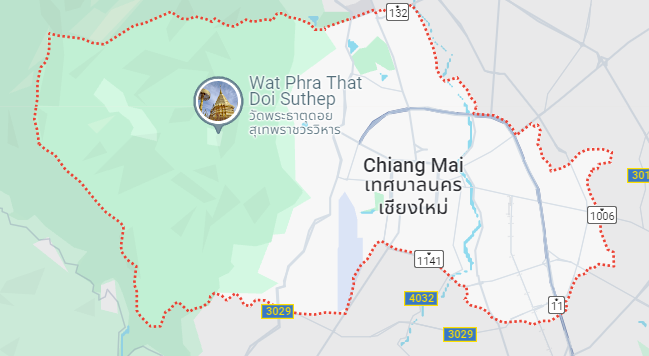 132
Wat Phra That
Doi Suthep
วัดพระธาตุดอย
สุเทพราชวรวิหาร
Chiang Mai
เทศบาลนคร
เชียงใหม่
301
1006
1141
4032
11
3029
3029